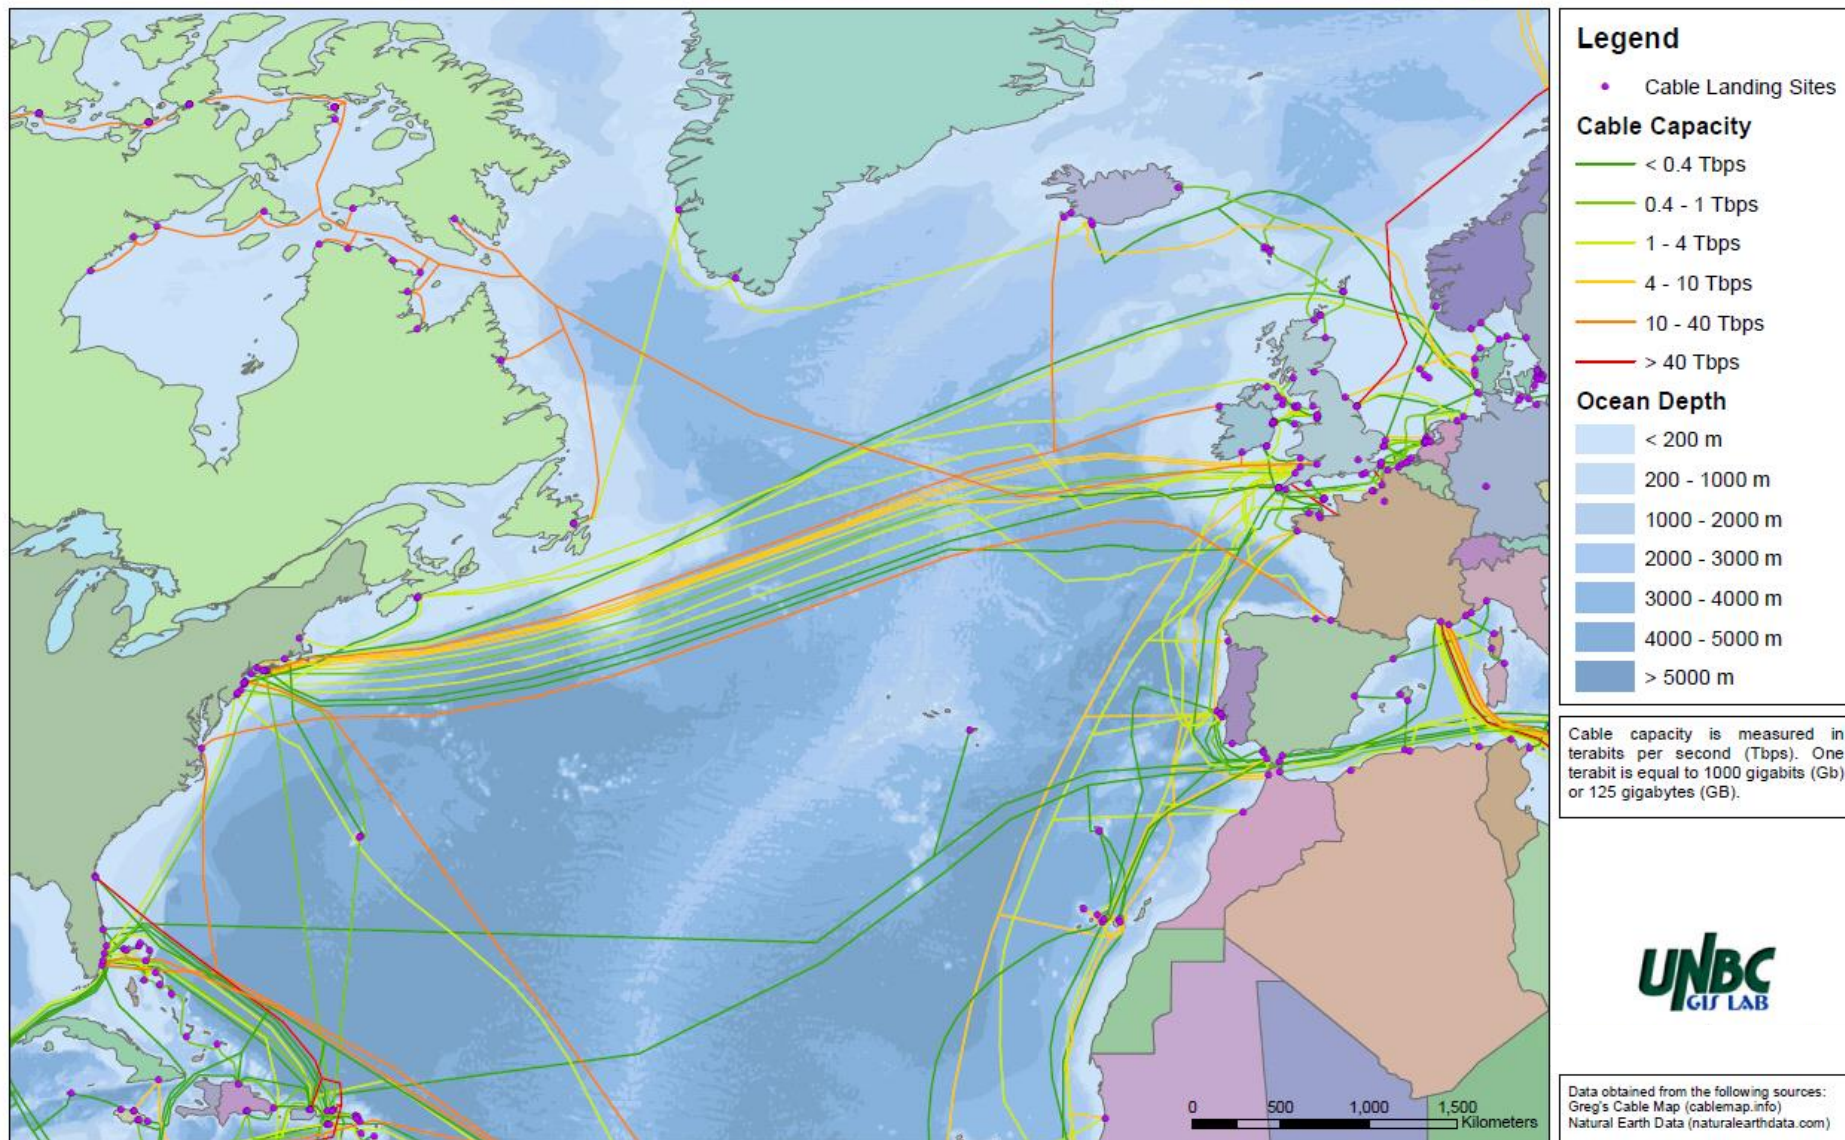 Legend
Cable Landing Sites
Cable Capacity
< 0.4 Tbps
0.4 - 1 Tbps
1 - 4 Tbps
4 - 10 Tbps
10 - 40 Tbps
> 40 Tbps
Ocean Depth
< 200 m
200 - 1000 m
1000 - 2000 m
2000 - 3000 m
3000 - 4000 m
4000 - 5000 m
> 5000 m
Cable capacity is measured in
terabits per second (Tbps). One
terabit is equal to 1000 gigabits (Gb)
or 125 gigabytes (GB).
UNBC
GIS LAB
0 500 1,000 1,500
Kilometers
Data obtained from the following sources:
Greg's Cable Map (cablemap.info)
Natural Earth Data (naturalearthdata.com)